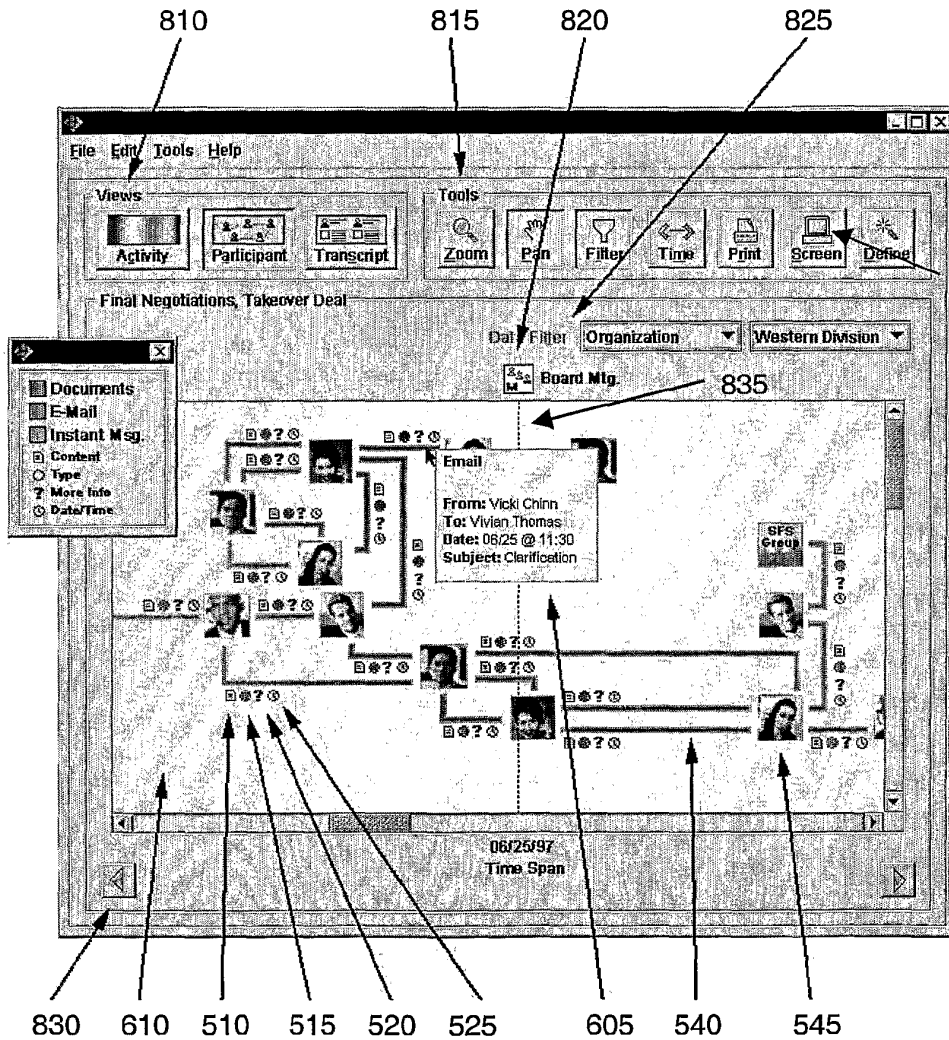 810 815 820 825
File Edit Tools Help
Views
Activity Participant Transcript
Tools
Zoom Pan Filter Time Print Screen Define
Final Negotiations, Takeover Deal
Data Filter Organization Western Division
M Board Mtg.
835
Documents
E-Mail
Instant Msg.
Content
Type
? More Info
Date/Time
Email
From: Vicki Chinn
To: Vivian Thomas
Date: 06/25 @ 11:30
Subject: Clarification
SFS
Group
06/25/97
Time Span
830 610 510 515 520 525 605 540 545